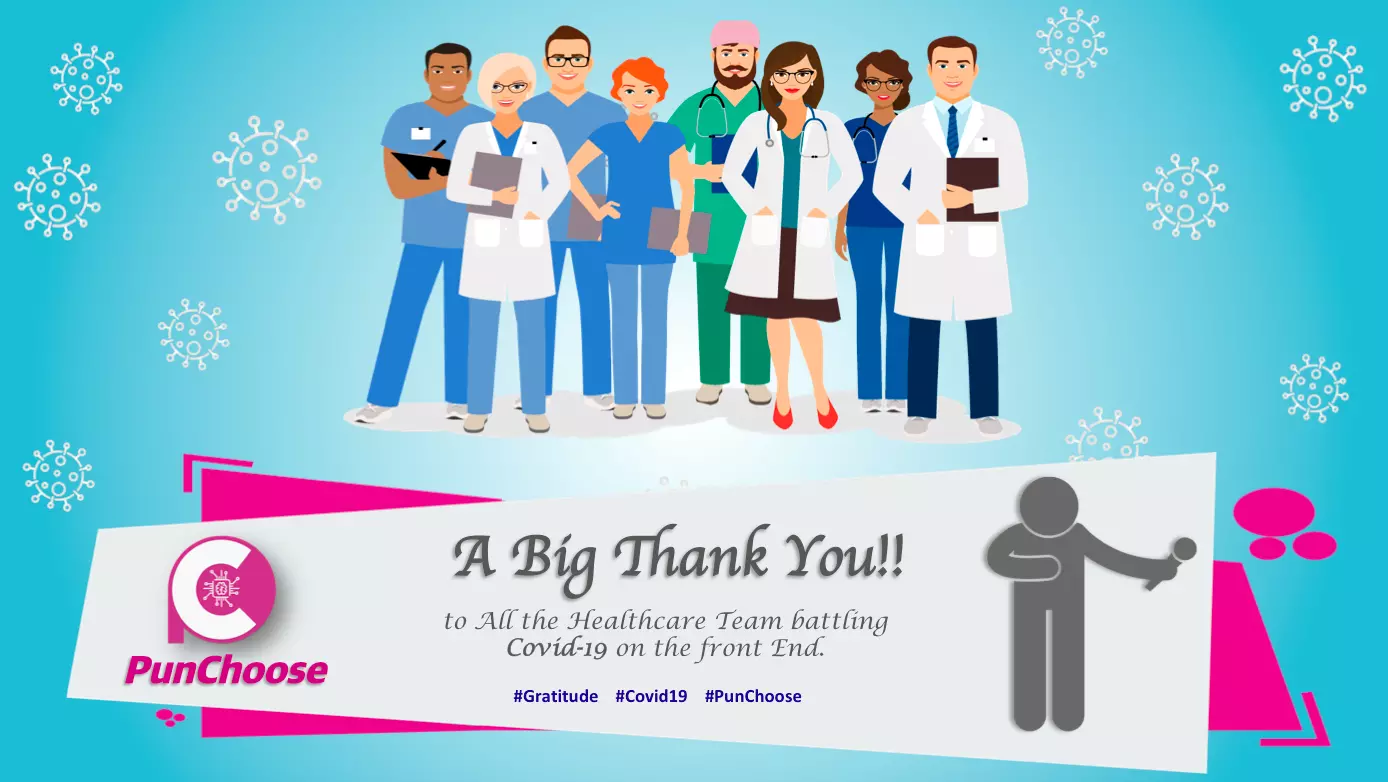 A Big Thank You!!
to All the Healthcare Team battling
Covid-19 on the front End.
PunChoose
#Gratitude #Covid19 #PunChoose